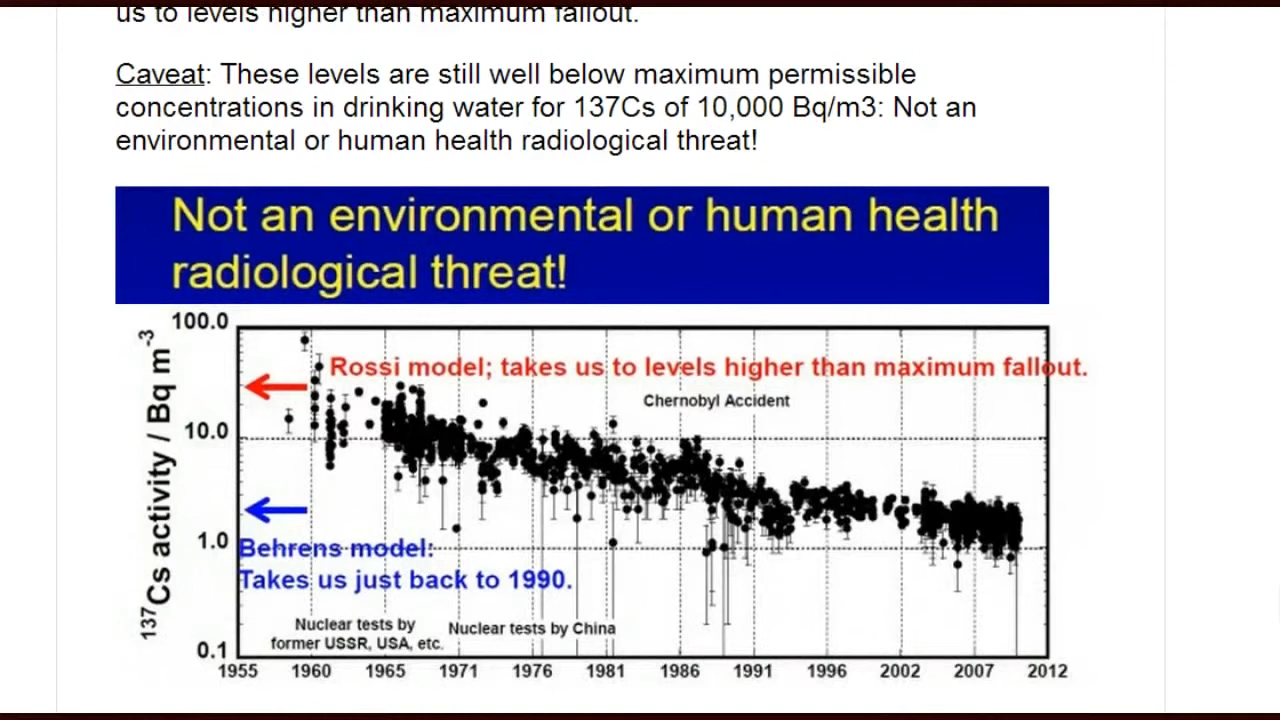 us to levels higher than maximum fallout.
Caveat: These levels are still well below maximum permissible
concentrations in drinking water for 137Cs of 10,000 Bq/m3: Not an
environmental or human health radiological threat!
Not an environmental or human health
radiological threat!
137Cs activity / Bq m-3
100.0
10.0
1.0
0.1
Rossi model; takes us to levels higher than maximum fallout.
Chernobyl Accident
Behrens model:
Takes us just back to 1990.
Nuclear tests by
former USSR, USA, etc.
Nuclear tests by China
1955 1960 1965 1971 1976 1981 1986 1991 1996 2002 2007 2012